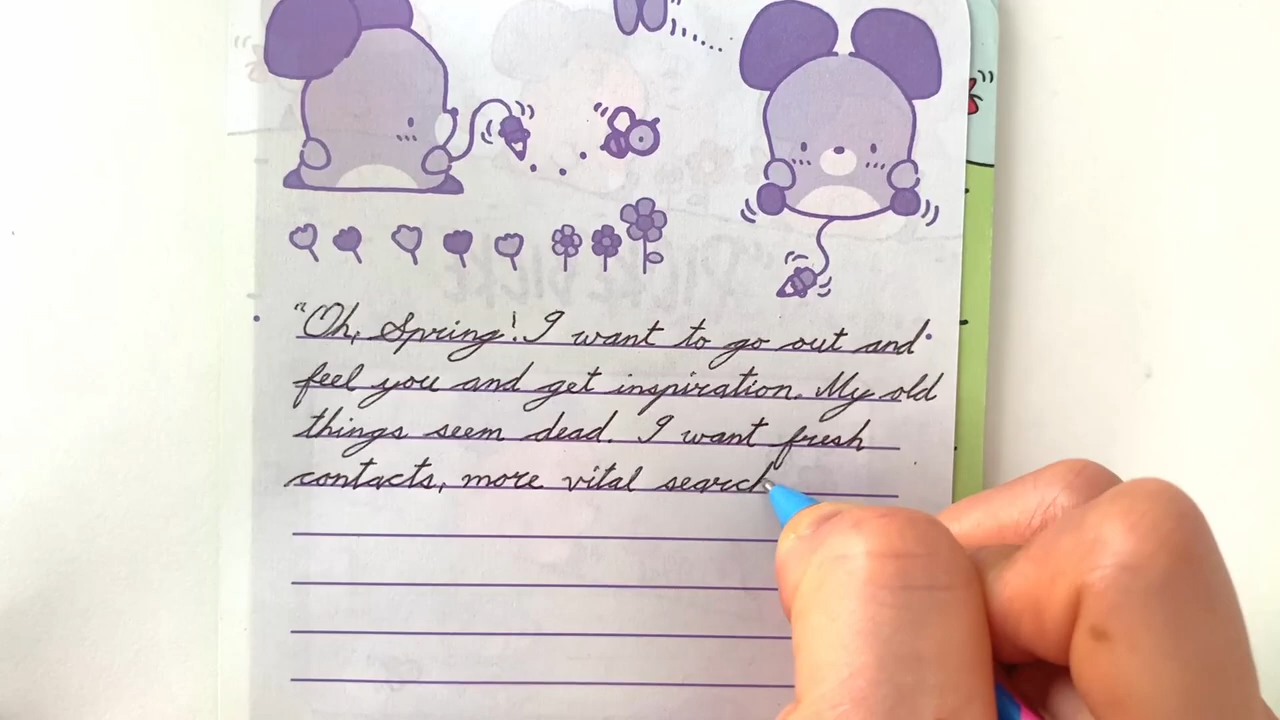 "Oh, Spring! I want to go out and
feel you and get inspiration. My old
things seem dead. I want fresh
contacts, more vital search